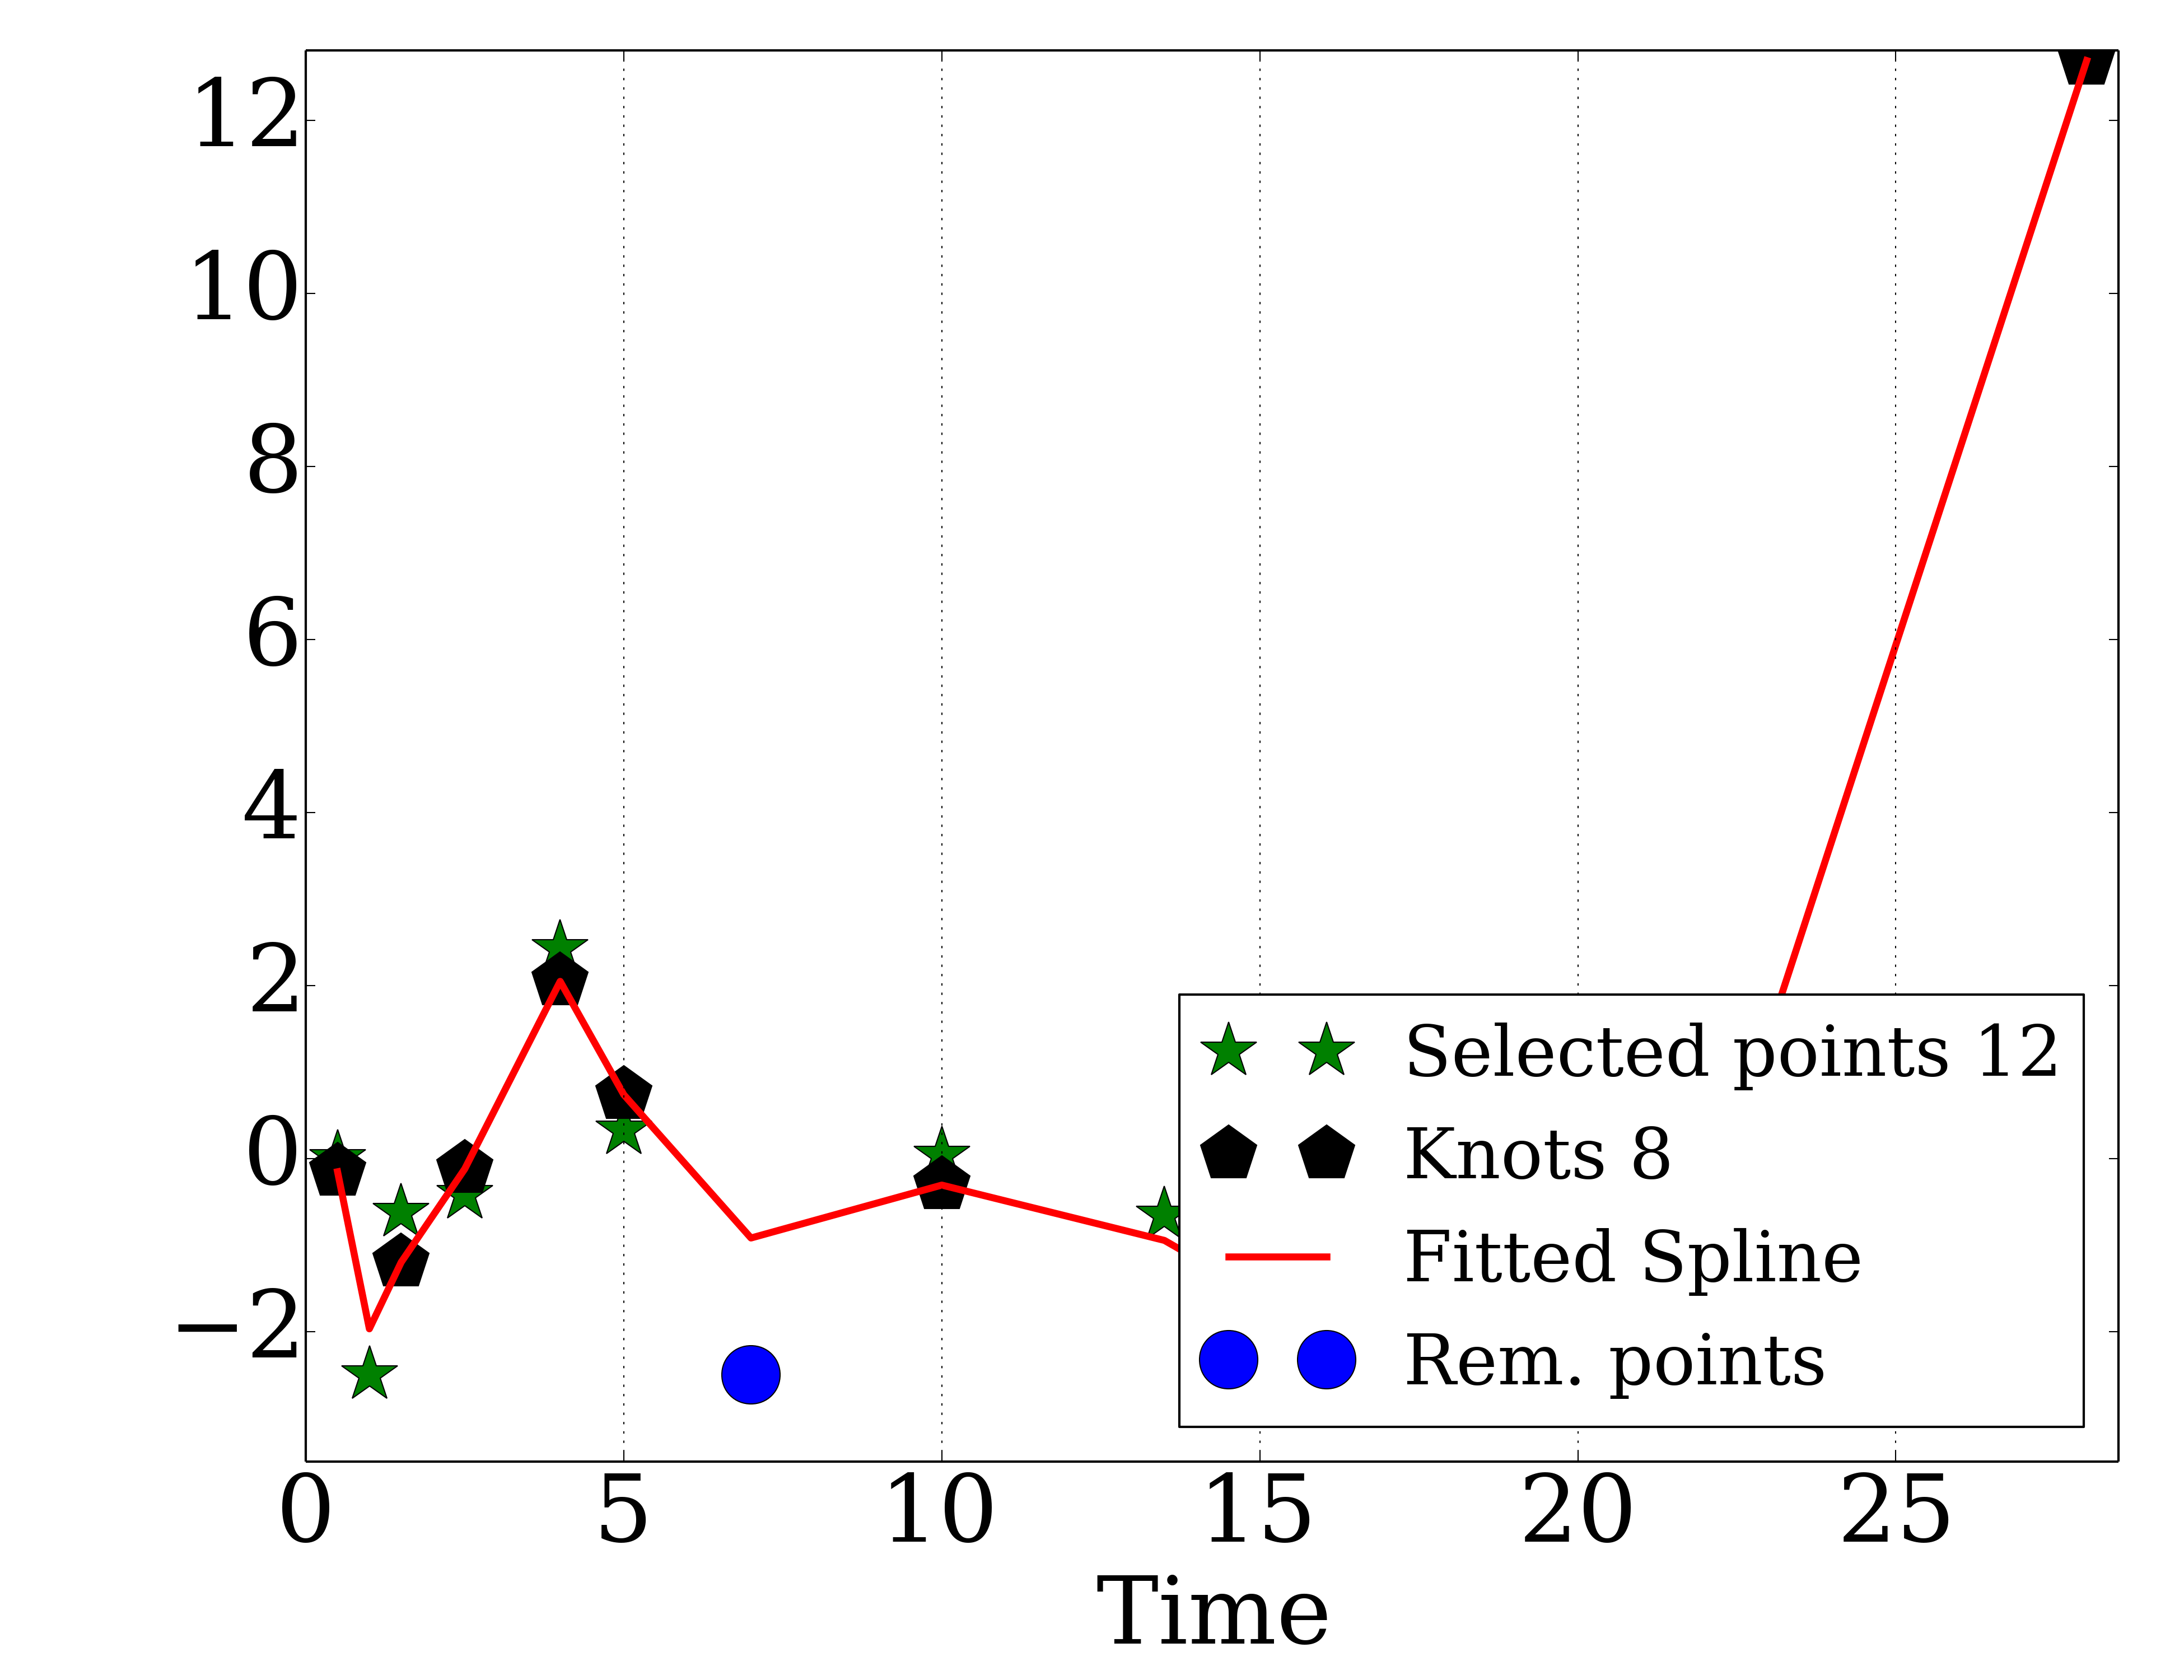 12
10
8
6
4
2
0
−2
Selected points 12
Knots 8
Fitted Spline
Rem. points
0 5 10 15 20 25
Time